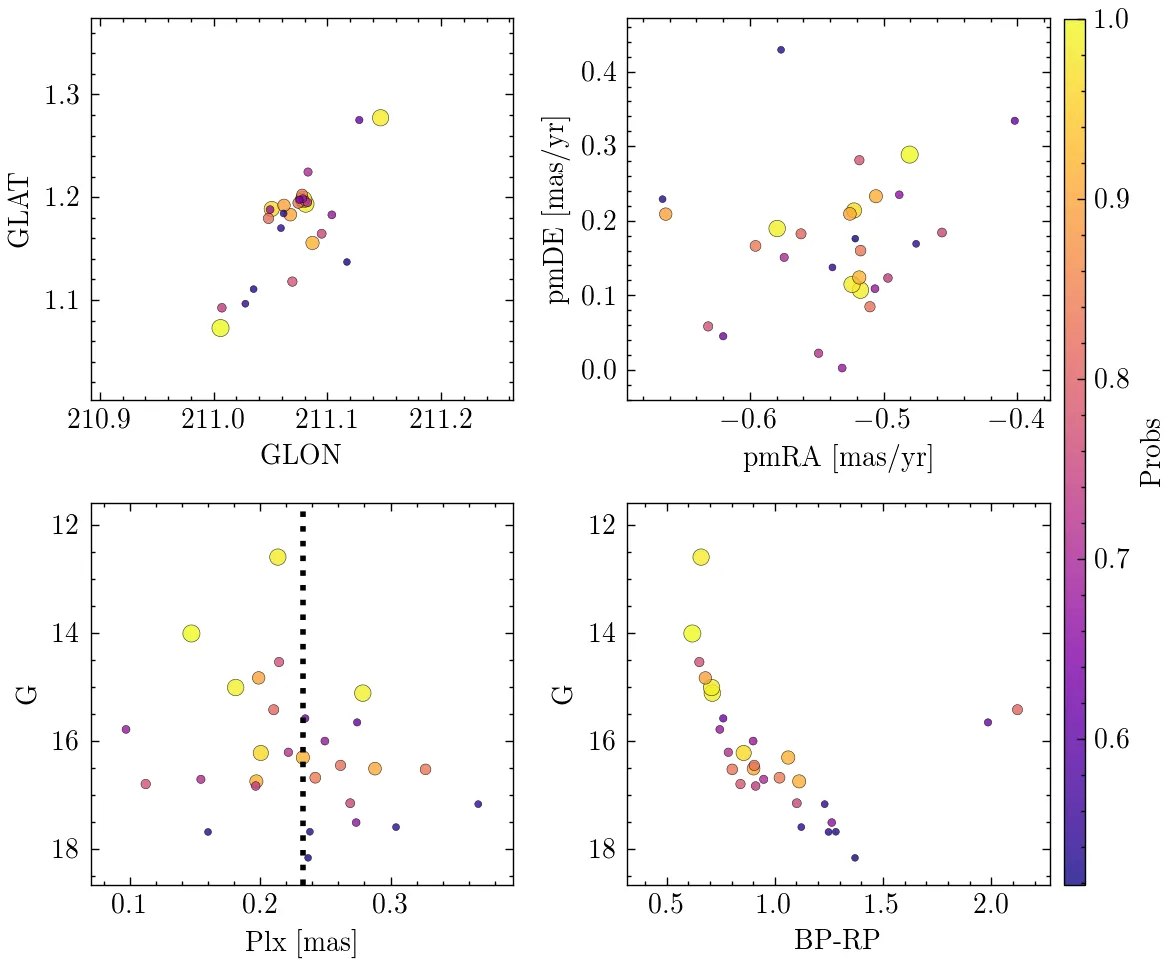 1.3
1.2
1.1
GLAT
210.9 211.0 211.1 211.2
GLON
0.4
0.3
0.2
0.1
0.0
pmDE [mas/yr]
−0.6 −0.5 −0.4
pmRA [mas/yr]
1.0
0.9
0.8
0.7
0.6
Probs
12
14
16
18
G
0.1 0.2 0.3
Plx [mas]
12
14
16
18
G
0.5 1.0 1.5 2.0
BP-RP